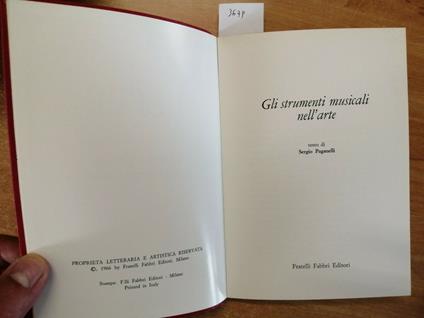 3679
PROPRIETÀ LETTERARIA E ARTISTICA RISERVATA
© 1966 by Fratelli Fabbri Editori, Milano
Stampa: F.lli Fabbri Editori - Milano
Printed in Italy
Gli strumenti musicali
nell'arte
testo di
Sergio Paganelli
Fratelli Fabbri Editori